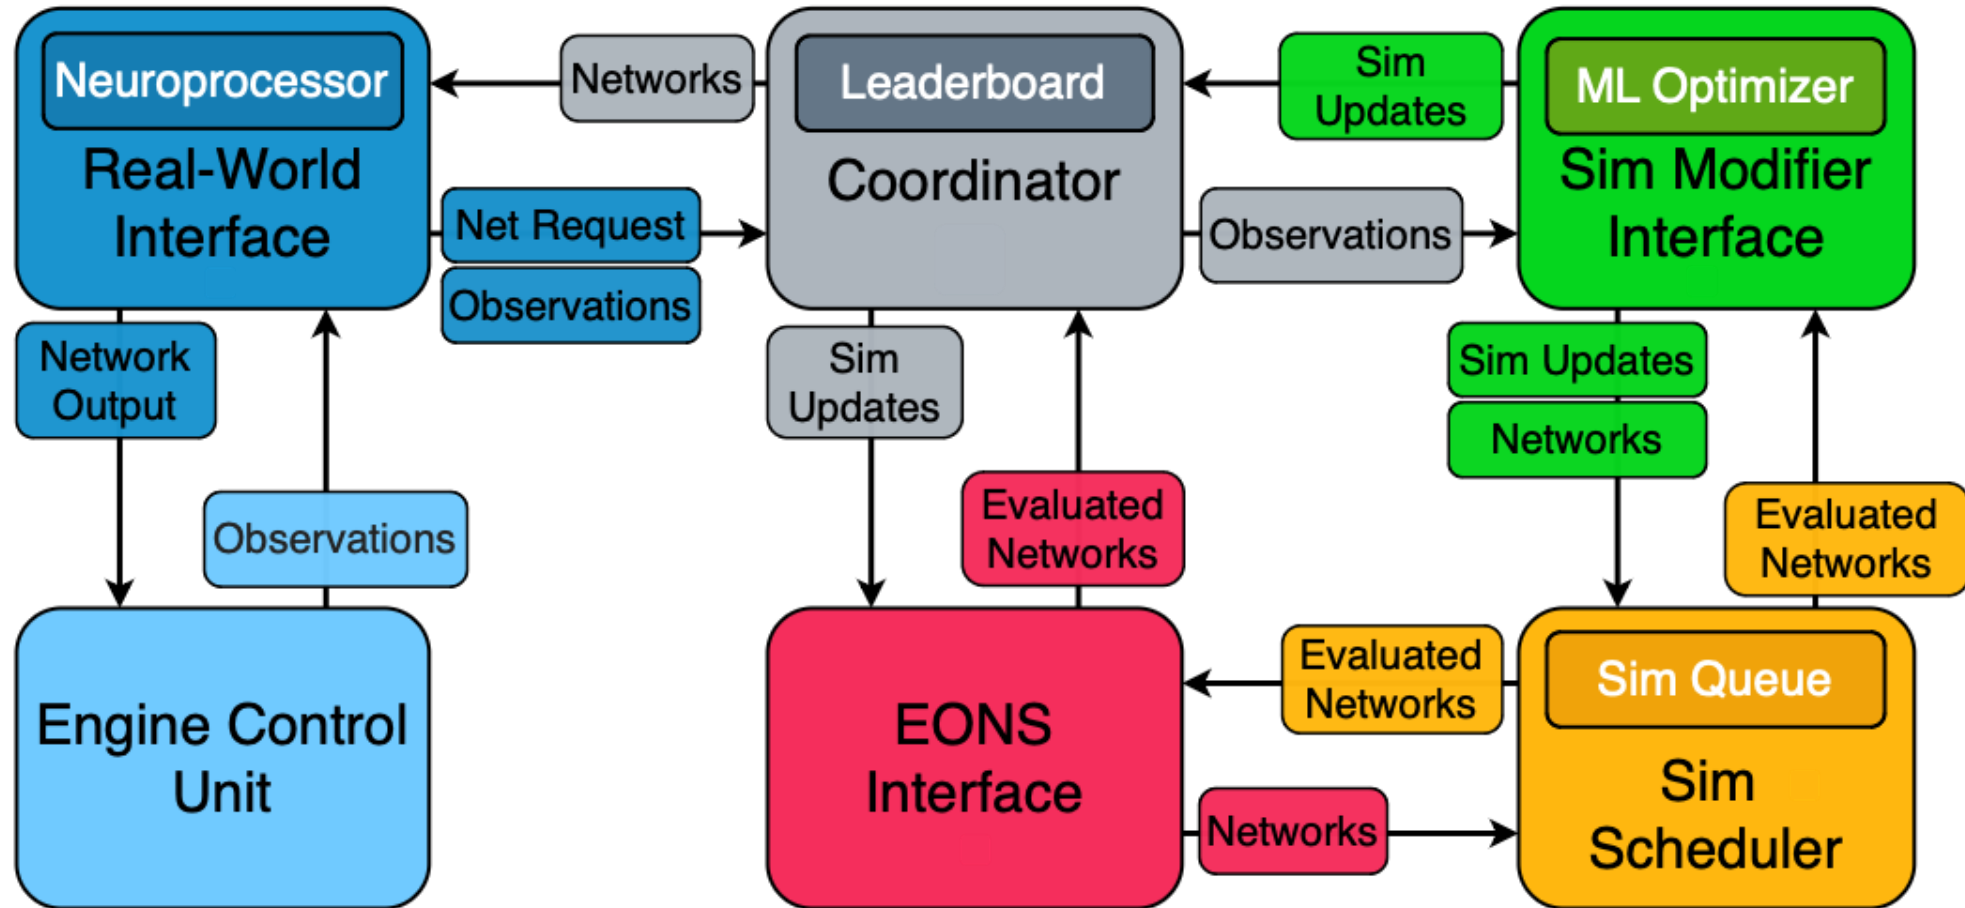 Neuroprocessor
Real-World
Interface
Networks
Net Request
Observations
Leaderboard
Coordinator
Sim
Updates
Observations
ML Optimizer
Sim Modifier
Interface
Network
Output
Observations
Sim
Updates
Evaluated
Networks
Sim Updates
Networks
Evaluated
Networks
Engine Control
Unit
EONS
Interface
Evaluated
Networks
Networks
Sim Queue
Sim
Scheduler